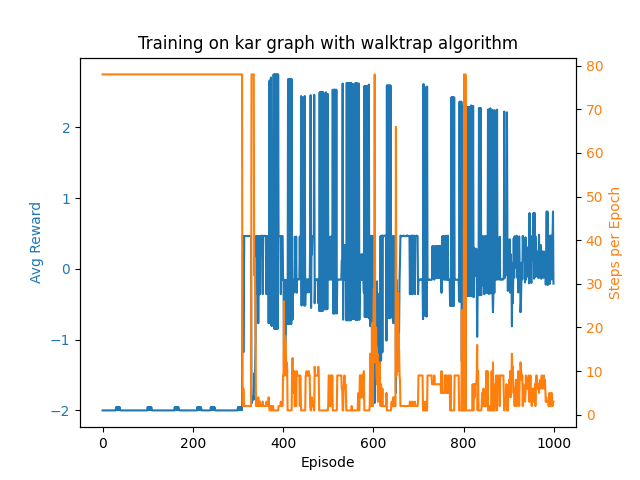 Training on kar graph with walktrap algorithm
Avg Reward
2
1
0
−1
−2
80
70
60
50
40
30
20
10
0
Steps per Epoch
0 200 400 600 800 1000
Episode